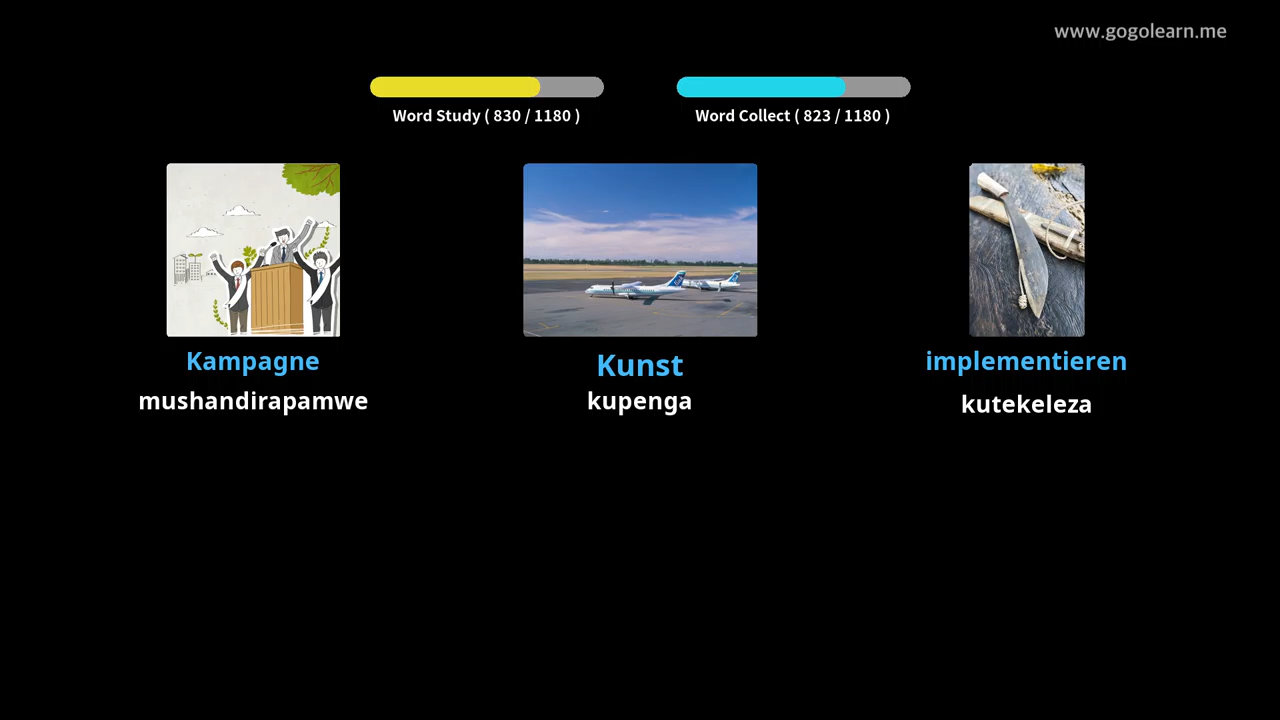 www.gogolearn.me
Word Study ( 830 / 1180 )
Word Collect ( 823 / 1180 )
Kampagne
mushandirapamwe
Kunst
kupenga
implementieren
kutekeleza